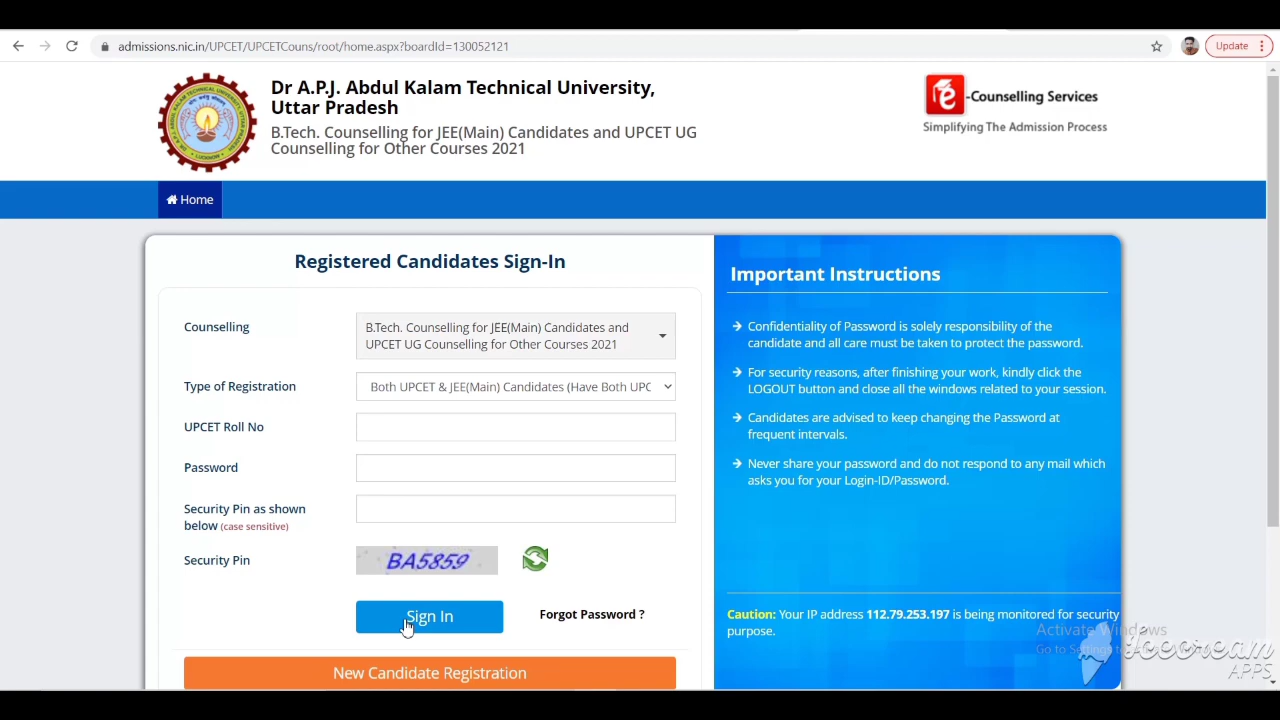 admissions.nic.in/UPCET/UPCETCouns/root/home.aspx?boardId=130052121
Update
Dr A.P.J. Abdul Kalam Technical University,
Uttar Pradesh
B.Tech. Counselling for JEE(Main) Candidates and UPCET UG
Counselling for Other Courses 2021
e-Counselling Services
Simplifying The Admission Process
Home
Registered Candidates Sign-In
Counselling
B.Tech. Counselling for JEE(Main) Candidates and
UPCET UG Counselling for Other Courses 2021
Type of Registration
Both UPCET & JEE(Main) Candidates (Have Both UPC
UPCET Roll No
Password
Security Pin as shown
below (case sensitive)
Security Pin
BA5859
Sign In
Forgot Password ?
New Candidate Registration
Important Instructions
Confidentiality of Password is solely responsibility of the
candidate and all care must be taken to protect the password.
For security reasons, after finishing your work, kindly click the
LOGOUT button and close all the windows related to your session.
Candidates are advised to keep changing the Password at
frequent intervals.
Never share your password and do not respond to any mail which
asks you for your Login-ID/Password.
Caution: Your IP address 112.79.253.197 is being monitored for security
purpose.
Activate Windows
Go to Settings to
Icecream
APPS